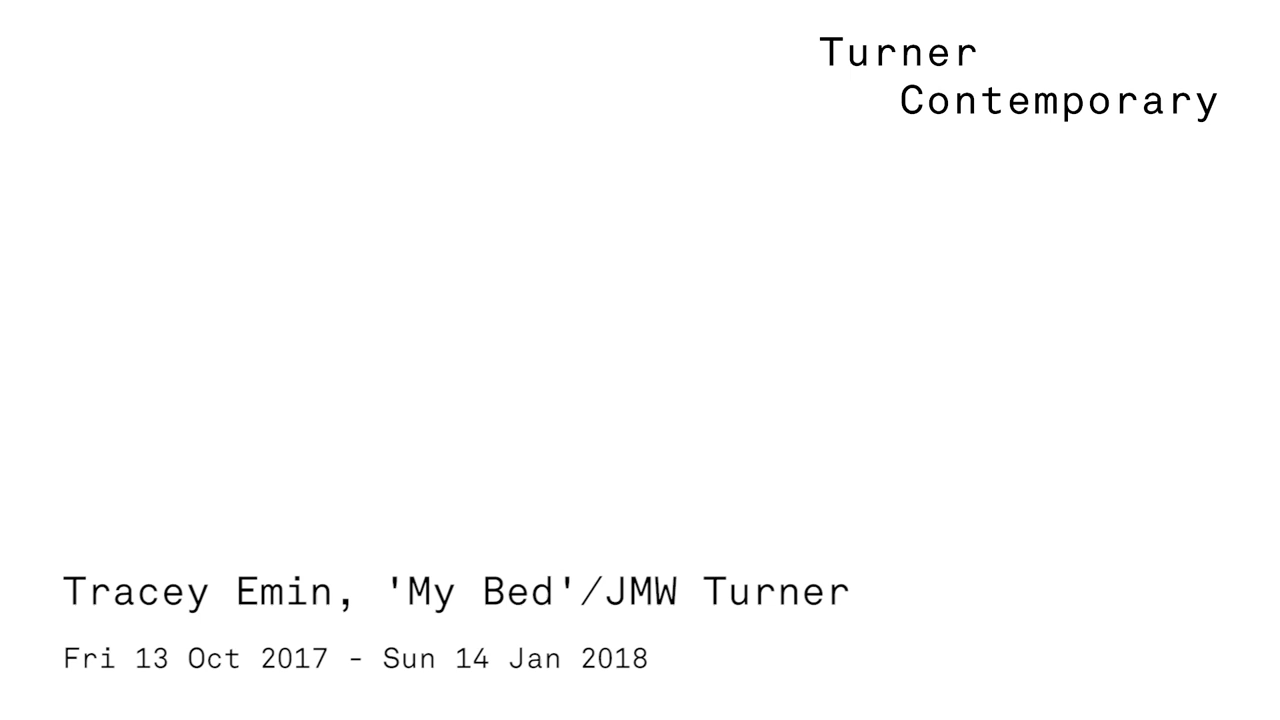 Turner
Contemporary
Tracey Emin, 'My Bed'/JMW Turner
Fri 13 Oct 2017 - Sun 14 Jan 2018